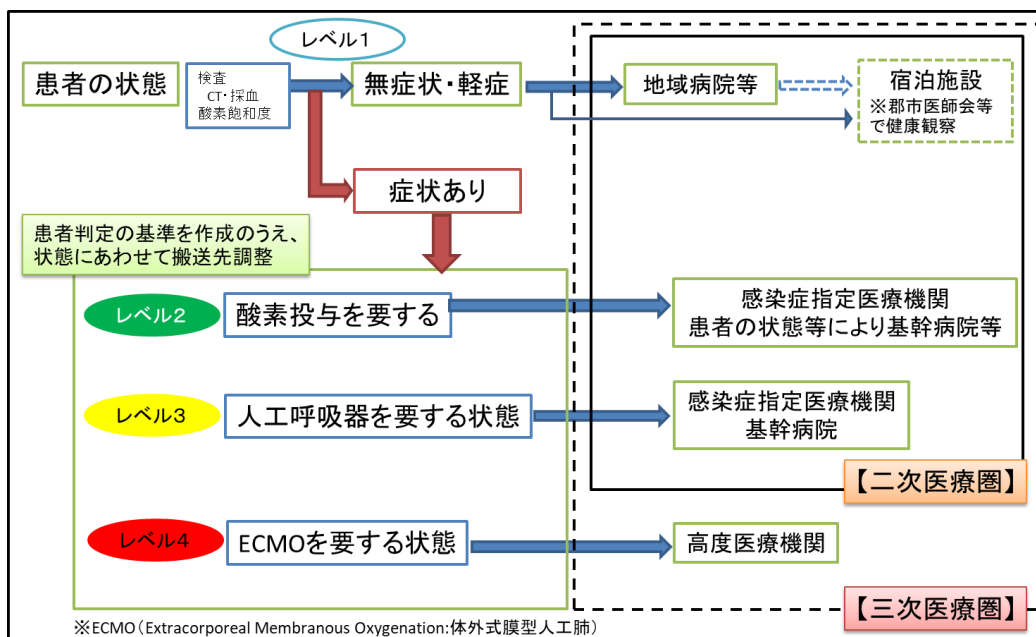 レベル1
患者の状態
検査
CT・採血
酸素飽和度
無症状・軽症
地域病院等
宿泊施設
※郡市医師会等
で健康観察
症状あり
患者判定の基準を作成のうえ、
状態にあわせて搬送先調整
レベル2
酸素投与を要する
感染症指定医療機関
患者の状態等により基幹病院等
レベル3
人工呼吸器を要する状態
感染症指定医療機関
基幹病院
【二次医療圏】
レベル4
ECMOを要する状態
高度医療機関
【三次医療圏】
※ECMO（Extracorporeal Membranous Oxygenation:体外式膜型人工肺）